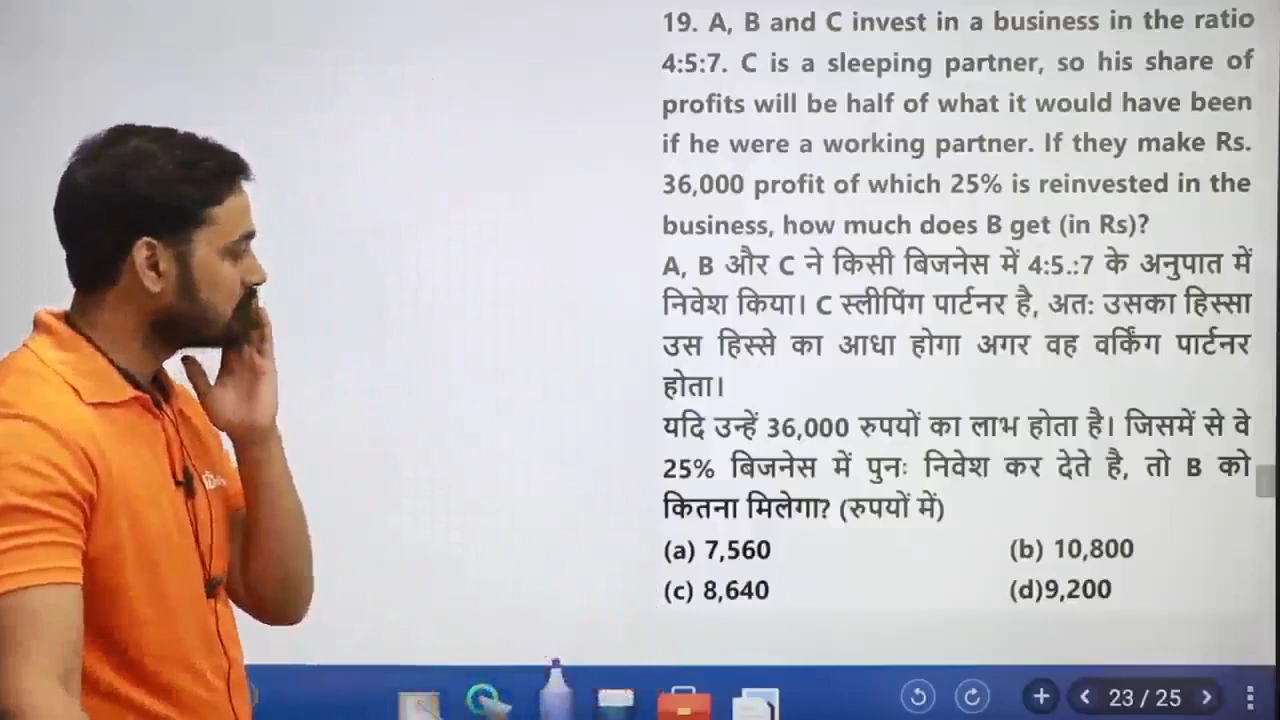 19. A, B and C invest in a business in the ratio
4:5:7. C is a sleeping partner, so his share of
profits will be half of what it would have been
if he were a working partner. If they make Rs.
36,000 profit of which 25% is reinvested in the
business, how much does B get (in Rs)?
A, B और C ने किसी बिजनेस में 4:5.:7 के अनुपात में
निवेश किया। C स्लीपिंग पार्टनर है, अत: उसका हिस्सा
उस हिस्से का आधा होगा अगर वह वर्किंग पार्टनर
होता।
यदि उन्हें 36,000 रुपयों का लाभ होता है। जिसमें से वे
25% बिजनेस में पुनः निवेश कर देते है, तो B को
कितना मिलेगा? (रुपयों में)
(a) 7,560 (b) 10,800
(c) 8,640 (d)9,200
23 / 25